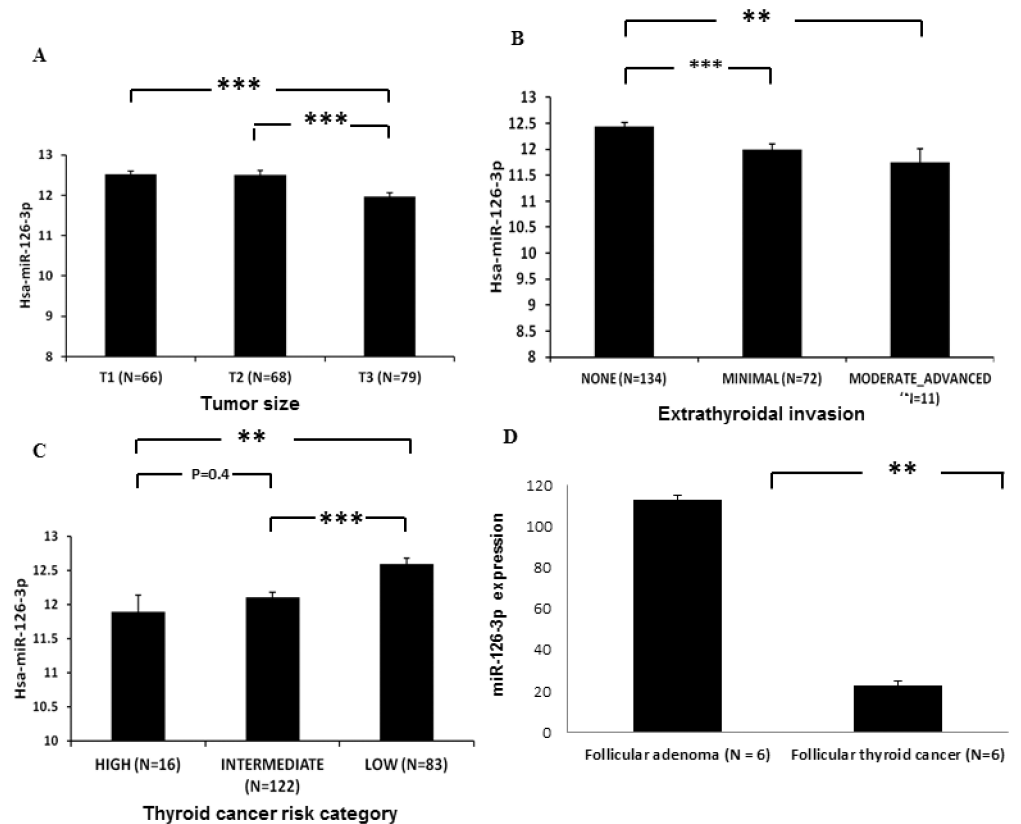 A
***
***
13
12
11
10
9
8
Hsa-miR-126-3p
T1 (N=66) T2 (N=68) T3 (N=79)
Tumor size
B
**
***
13
12.5
12
11.5
11
10.5
10
9.5
9
8.5
8
Hsa-miR-126-3p
NONE (N=134) MINIMAL (N=72) MODERATE_ADVANCED
N=11)
Extrathyroidal invasion
C
**
P=0.4
***
13
12.5
12
11.5
11
10.5
10
Hsa-miR-126-3p
HIGH (N=16) INTERMEDIATE LOW (N=83)
(N=122)
Thyroid cancer risk category
D
**
120
100
80
60
40
20
0
miR-126-3p expression
Follicular adenoma (N = 6) Follicular thyroid cancer (N=6)